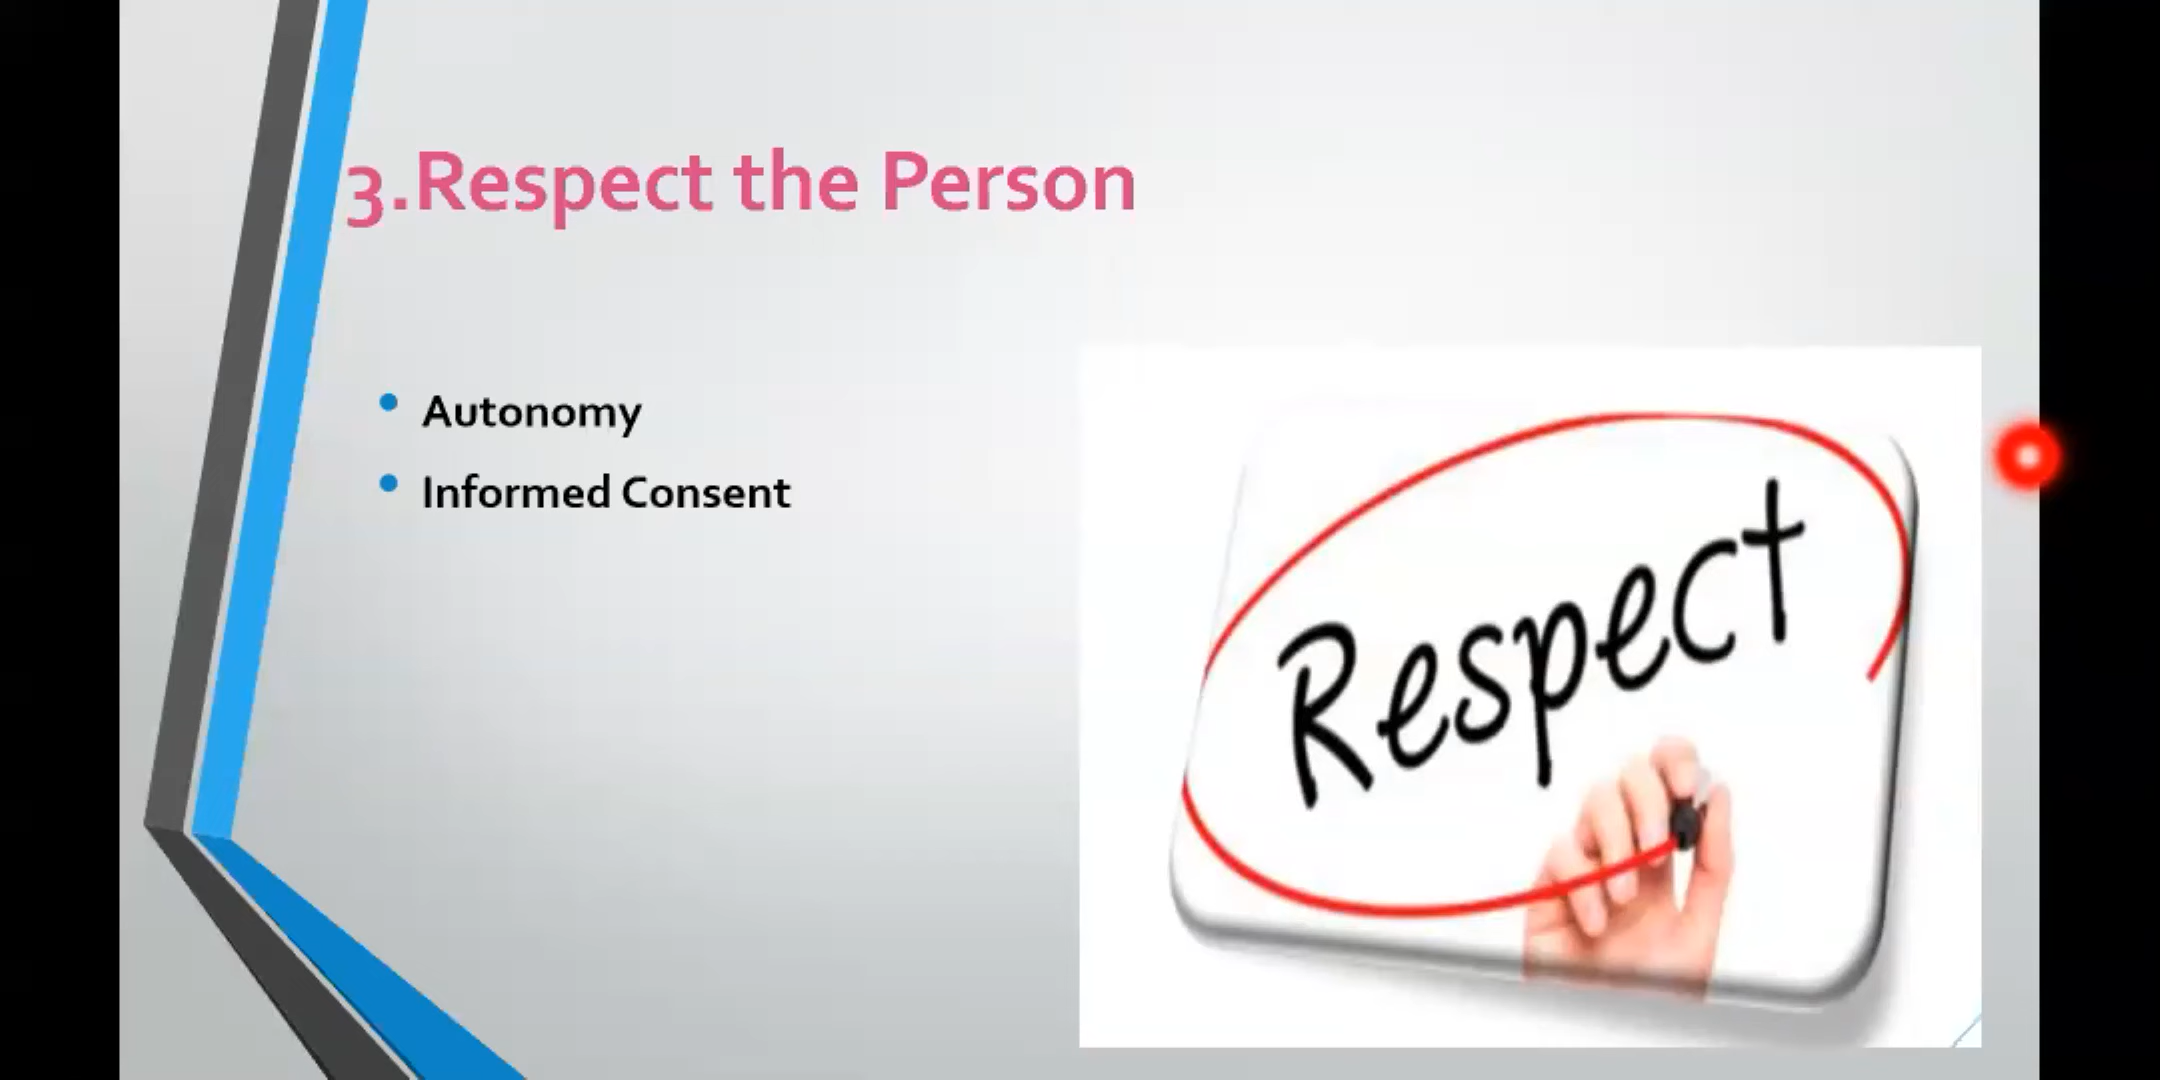 3.Respect the Person
Autonomy
Informed Consent
Respect